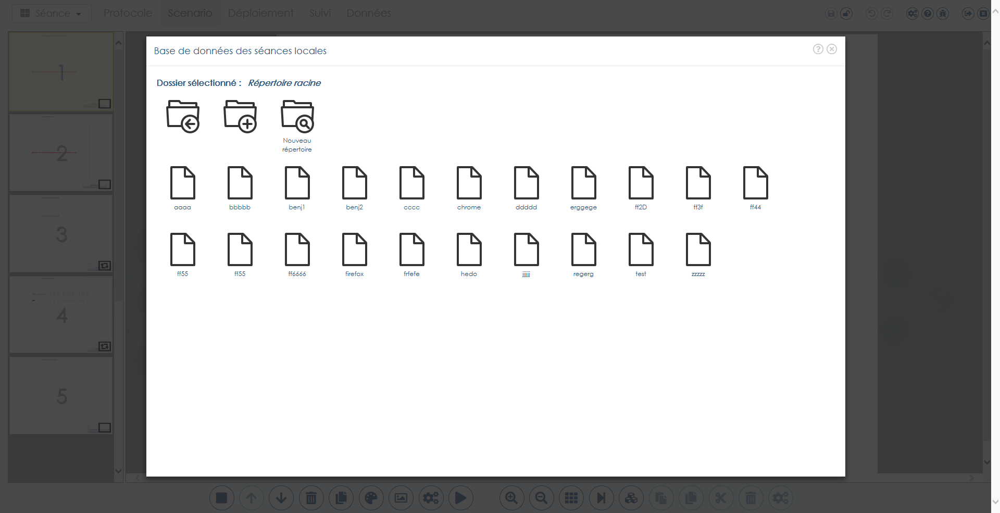 Séance Protocole Scenario Déploiement Suivi Données
Base de données des séances locales
Dossier sélectionné : Répertoire racine
Nouveau
répertoire
aaaa bbbbb benj1 benj2 cccc chrome ddddd erggege ff2D ff3f ff44
ff55 ff55 ff6666 firefox frfefe hedo jjjjjj regerg test zzzzz
1
2
3
4
5